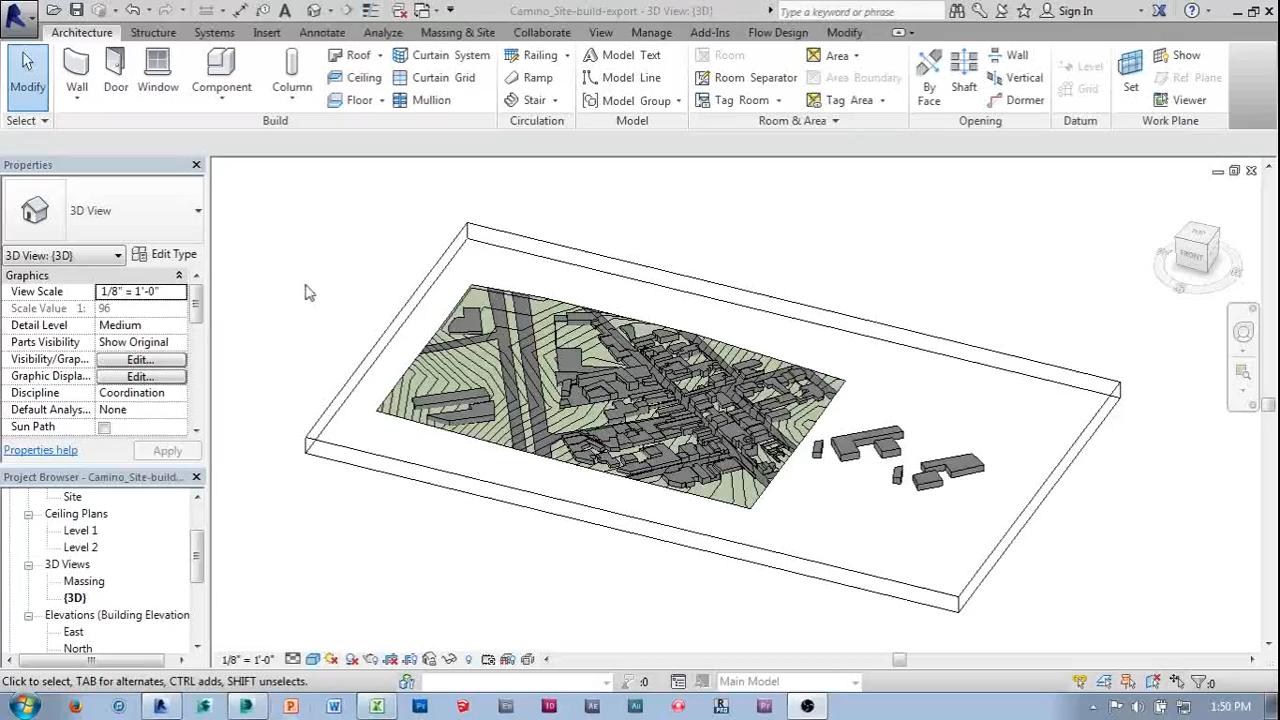 Camino_Site-build-export - 3D View: {3D}
Type a keyword or phrase
Sign In
Architecture Structure Systems Insert Annotate Analyze Massing & Site Collaborate View Manage Add-Ins Flow Design Modify
Modify
Wall
Door
Window
Component
Column
Roof
Ceiling
Floor
Curtain System
Curtain Grid
Mullion
Railing
Ramp
Stair
Model Text
Model Line
Model Group
Room
Room Separator
Tag Room
Area
Area Boundary
Tag Area
By
Face
Shaft
Wall
Vertical
Dormer
Level
Grid
Set
Show
Ref Plane
Viewer
Select
Build
Circulation
Model
Room & Area
Opening
Datum
Work Plane
Properties
3D View
3D View: {3D}
Edit Type
Graphics
View Scale 1/8" = 1'-0"
Scale Value 1: 96
Detail Level Medium
Parts Visibility Show Original
Visibility/Grap... Edit...
Graphic Displa... Edit...
Discipline Coordination
Default Analys... None
Sun Path
Properties help
Apply
Project Browser - Camino_Site-build...
Site
Ceiling Plans
Level 1
Level 2
3D Views
Massing
{3D}
Elevations (Building Elevation
East
North
FRONT
1/8" = 1'-0"
Click to select, TAB for alternates, CTRL adds, SHIFT unselects.
:0
Main Model
:0
1:50 PM